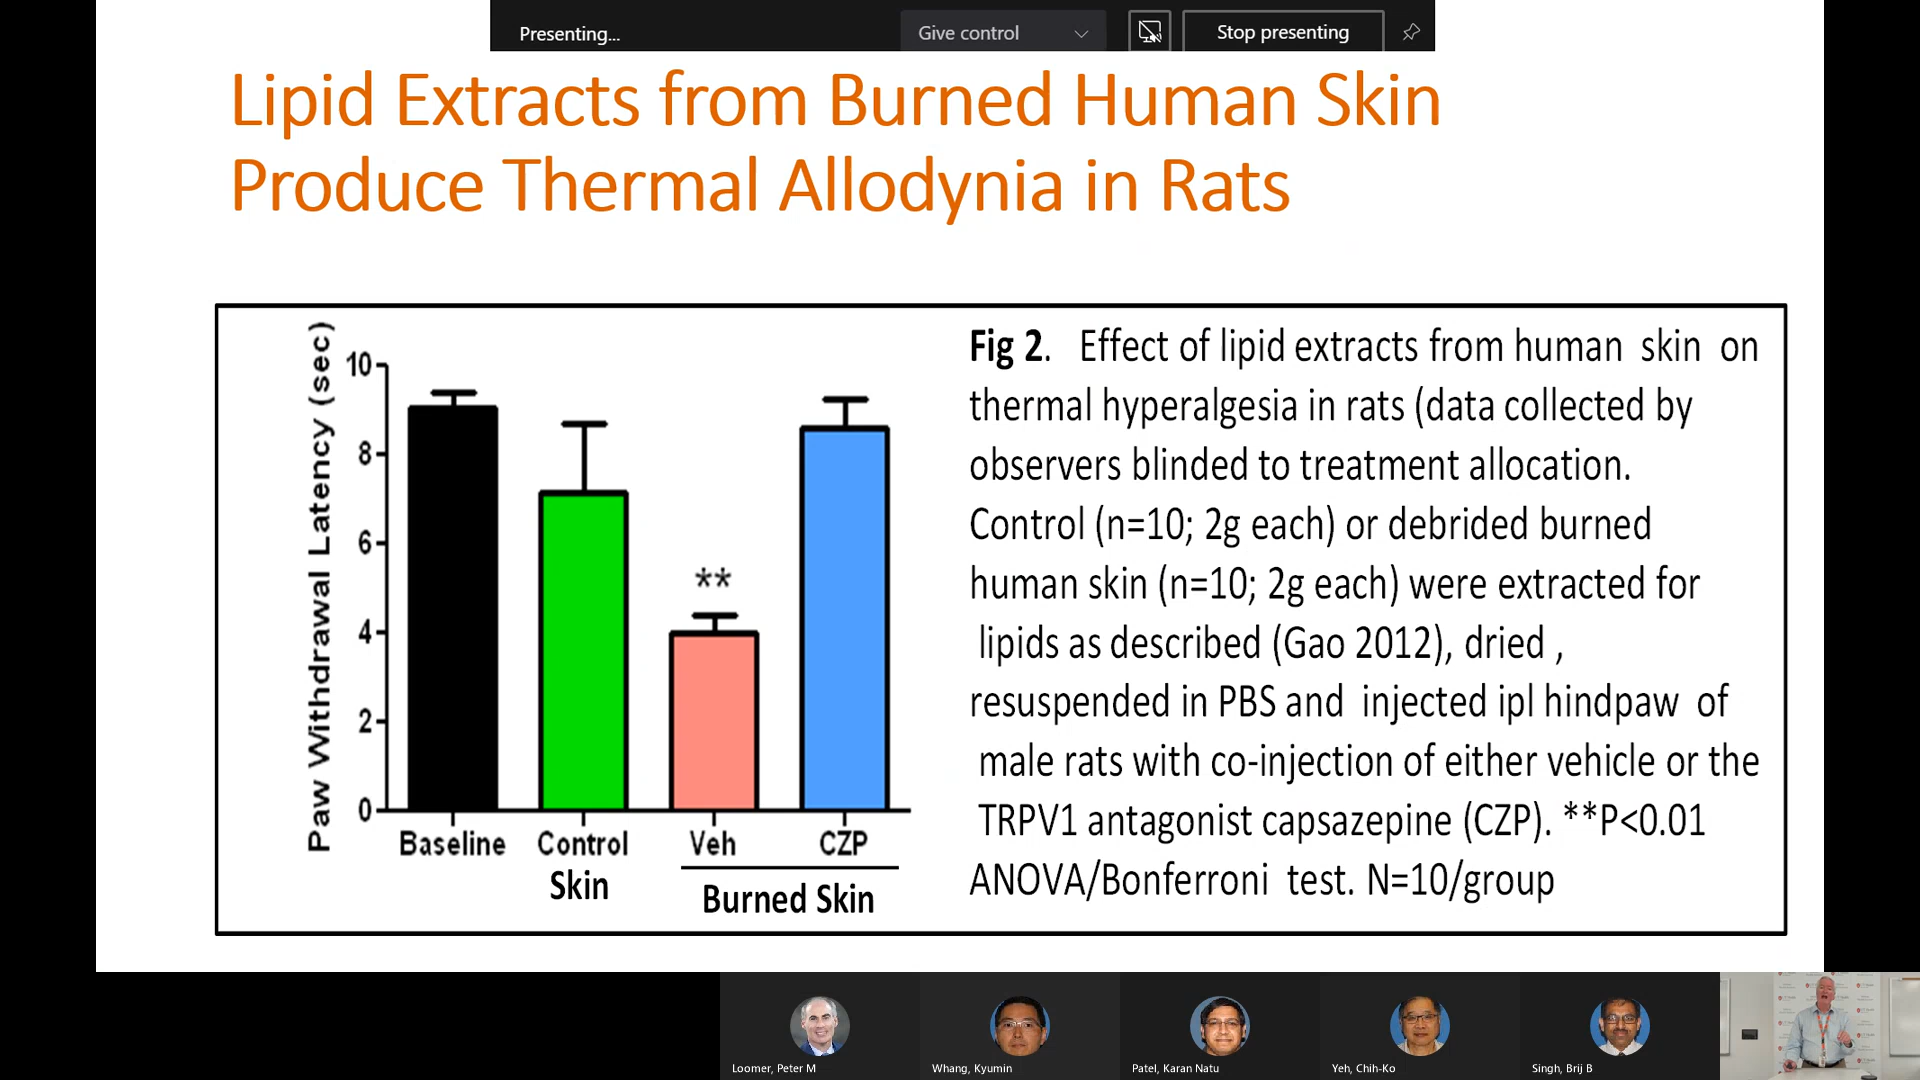 Presenting...
Give control
Stop presenting
Lipid Extracts from Burned Human Skin
Produce Thermal Allodynia in Rats
Paw Withdrawal Latency (sec)
10
8
6
4
2
0
**
Baseline
Control
Skin
Veh
CZP
Burned Skin
Fig 2. Effect of lipid extracts from human skin on
thermal hyperalgesia in rats (data collected by
observers blinded to treatment allocation.
Control (n=10; 2g each) or debrided burned
human skin (n=10; 2g each) were extracted for
lipids as described (Gao 2012), dried ,
resuspended in PBS and injected ipl hindpaw of
male rats with co-injection of either vehicle or the
TRPV1 antagonist capsazepine (CZP). **P<0.01
ANOVA/Bonferroni test. N=10/group
Loomer, Peter M
Whang, Kyumin
Patel, Karan Natu
Yeh, Chih-Ko
Singh, Brij B